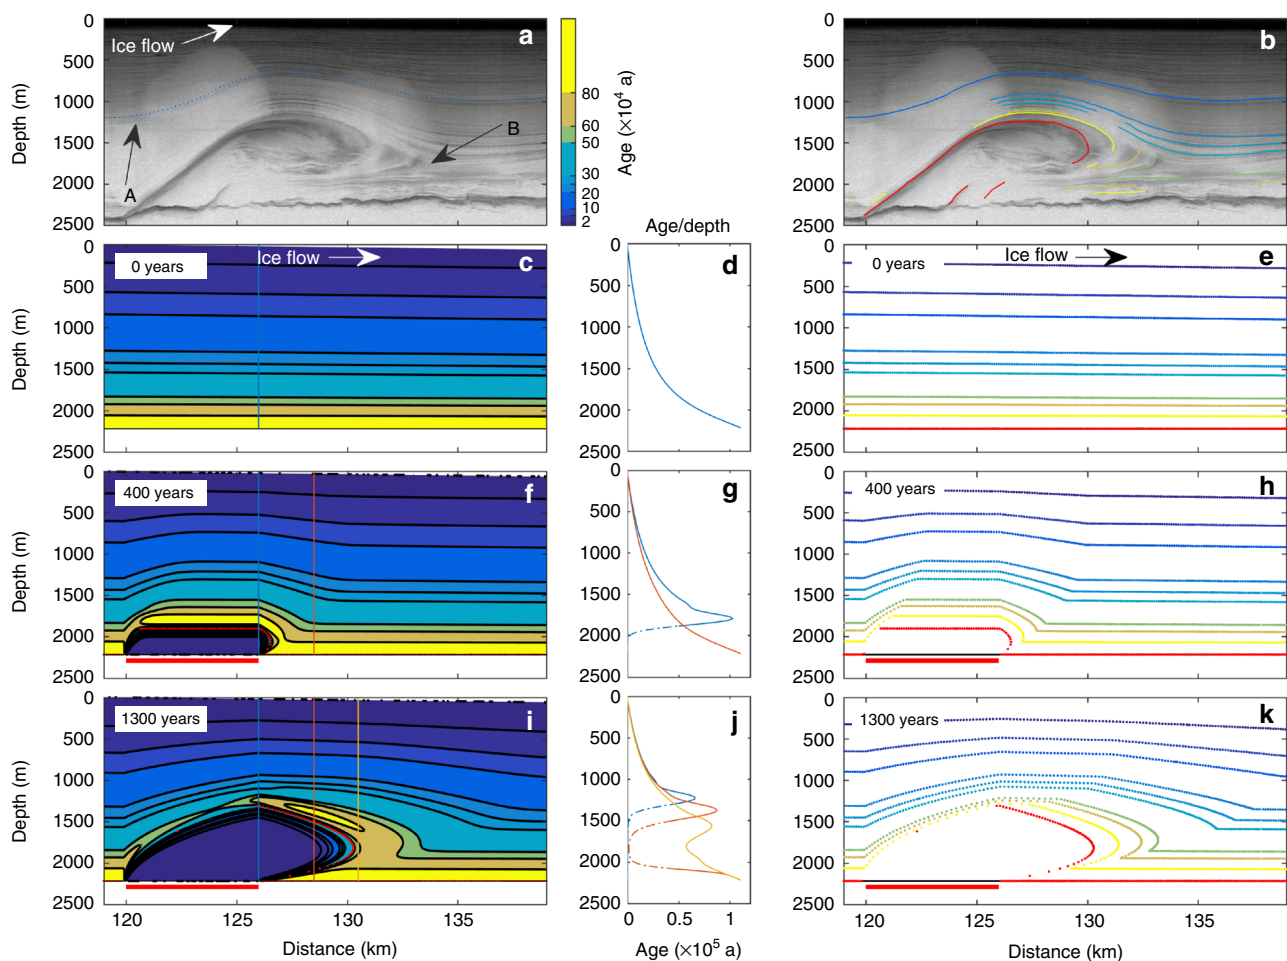 0
500
1000
1500
2000
2500
Depth (m)
Ice flow
a
A
B
80
60
50
30
20
10
2
Age (×10⁴ a)
b
0
500
1000
1500
2000
2500
Depth (m)
0
500
1000
1500
2000
2500
Depth (m)
0 years
Ice flow
c
Age/depth
0
500
1000
1500
2000
2500
d
0
500
1000
1500
2000
2500
0 years
Ice flow
e
0
500
1000
1500
2000
2500
Depth (m)
400 years
f
0
500
1000
1500
2000
2500
g
0
500
1000
1500
2000
2500
400 years
h
0
500
1000
1500
2000
2500
Depth (m)
1300 years
i
120
125
130
135
Distance (km)
0
500
1000
1500
2000
2500
j
0
0.5
1
Age (×10⁵ a)
0
500
1000
1500
2000
2500
1300 years
k
120
125
130
135
Distance (km)